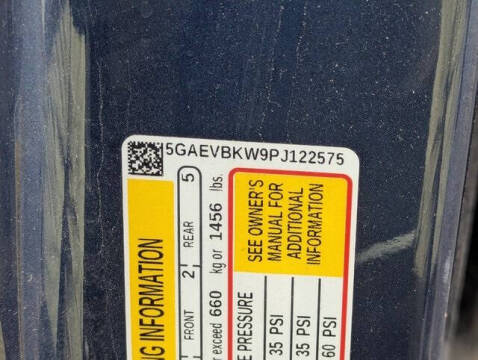 5GAEVBKW9PJ122575
NG INFORMATION
FRONT 2 REAR 5
exceed 660 kg or 1456 lbs.
SEE OWNER'S
MANUAL FOR
ADDITIONAL
INFORMATION
PRESSURE
35 PSI
35 PSI
60 PSI